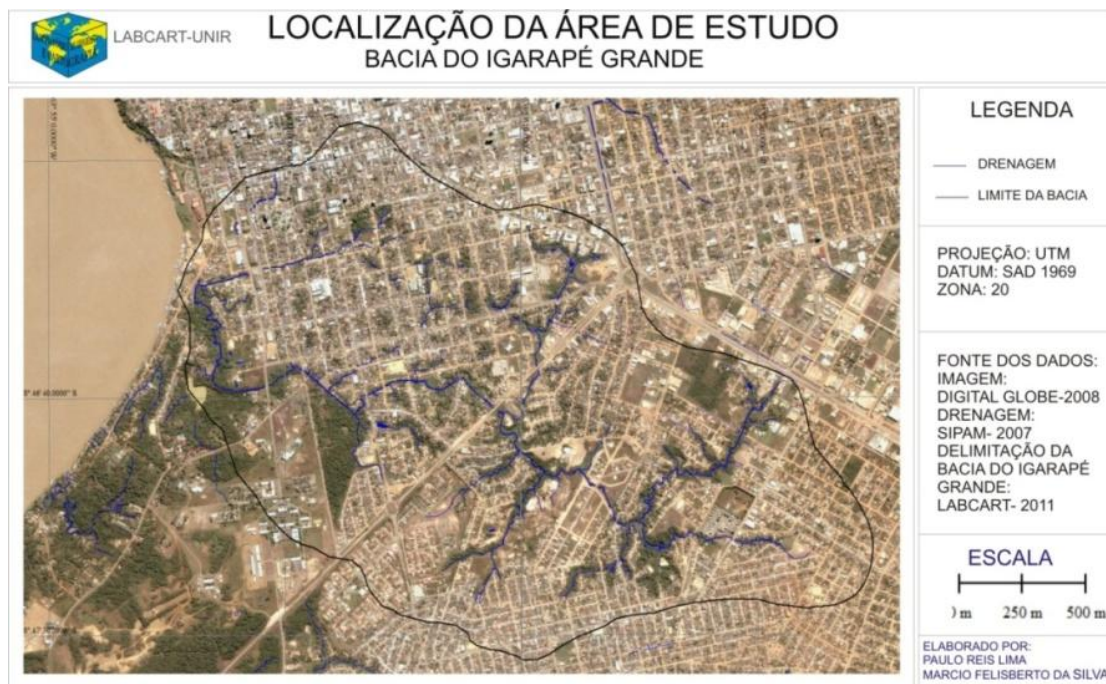 LABCART-UNIR
LOCALIZAÇÃO DA ÁREA DE ESTUDO
BACIA DO IGARAPÉ GRANDE
LEGENDA
DRENAGEM
LIMITE DA BACIA
PROJEÇÃO: UTM
DATUM: SAD 1969
ZONA: 20
FONTE DOS DADOS:
IMAGEM:
DIGITAL GLOBE-2008
DRENAGEM:
SIPAM- 2007
DELIMITAÇÃO DA
BACIA DO IGARAPÉ
GRANDE:
LABCART- 2011
ESCALA
m 250 m 500 m
ELABORADO POR:
PAULO REIS LIMA
MARCIO FELISBERTO DA SILVA